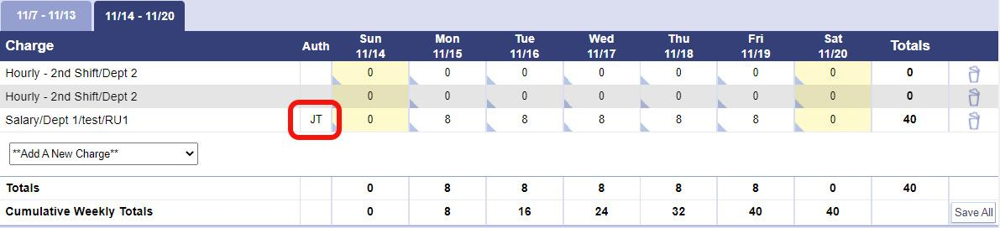 11/7 - 11/13 11/14 - 11/20
Charge Auth Sun 11/14 Mon 11/15 Tue 11/16 Wed 11/17 Thu 11/18 Fri 11/19 Sat 11/20 Totals
Hourly - 2nd Shift/Dept 2 0 0 0 0 0 0 0 0
Hourly - 2nd Shift/Dept 2 0 0 0 0 0 0 0 0
Salary/Dept 1/test/RU1 JT 0 8 8 8 8 8 0 40
**Add A New Charge**
Totals 0 8 8 8 8 8 0 40
Cumulative Weekly Totals 0 8 16 24 32 40 40 Save All